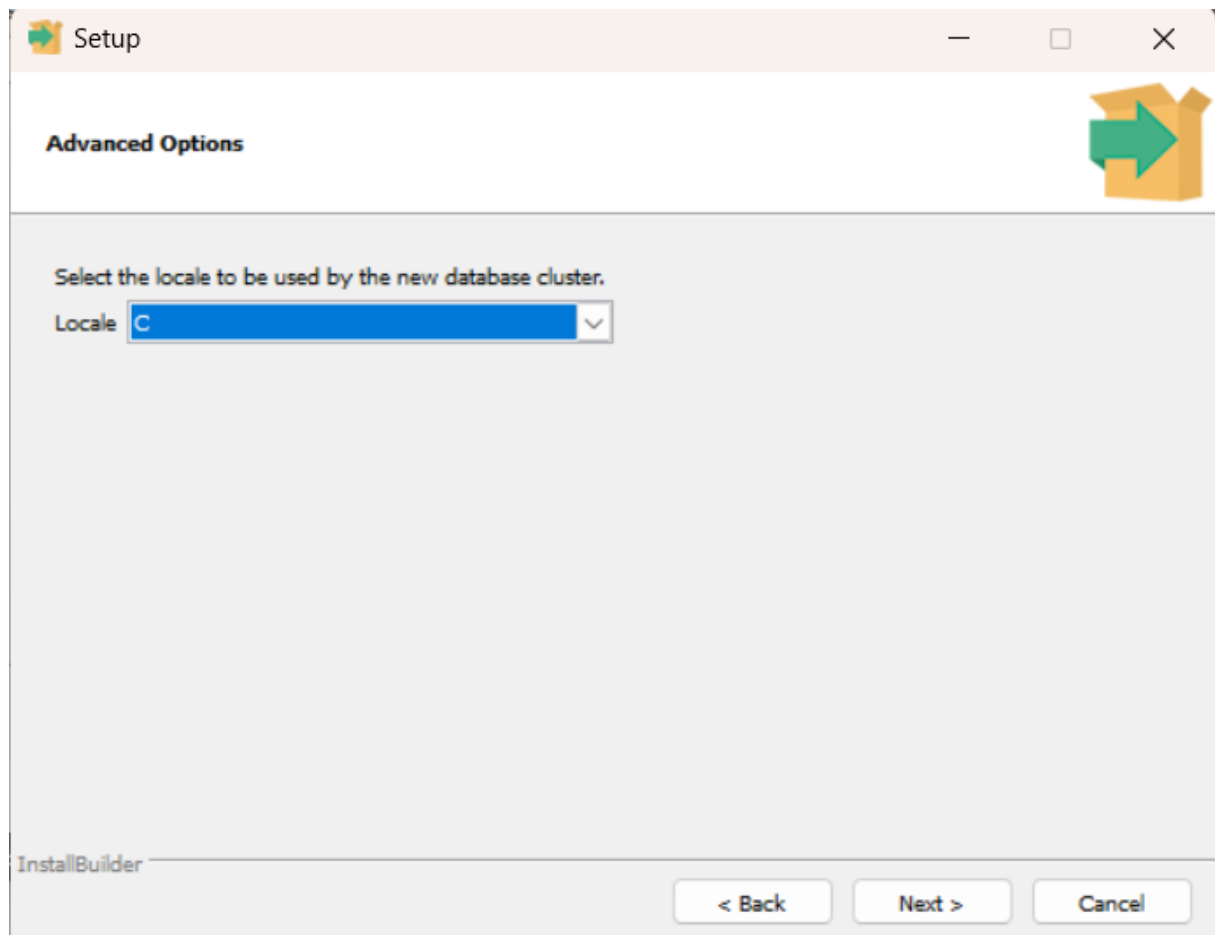 Setup
Advanced Options
Select the locale to be used by the new database cluster.
Locale C
InstallBuilder
< Back Next > Cancel